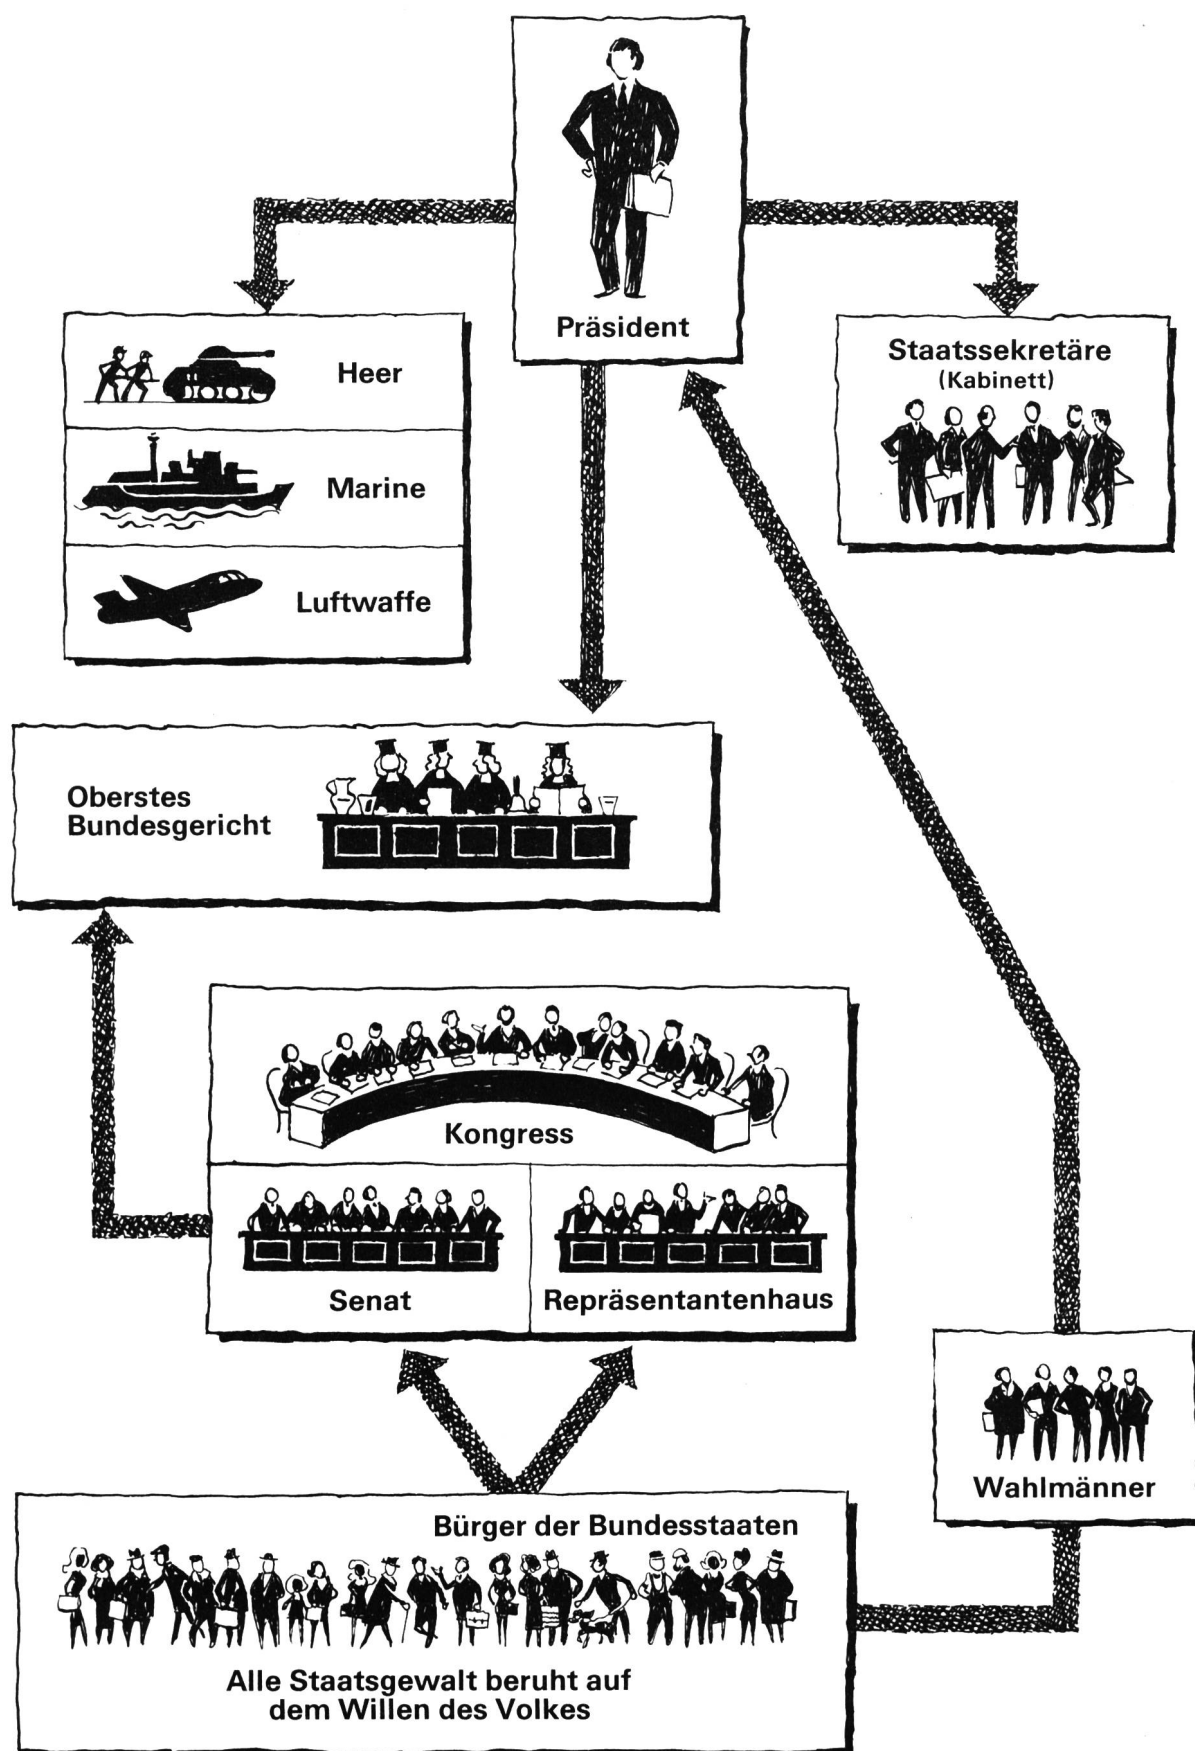 Präsident
Heer
Marine
Luftwaffe
Staatssekretäre
(Kabinett)
Oberstes
Bundesgericht
Kongress
Senat
Repräsentantenhaus
Wahlmänner
Bürger der Bundesstaaten
Alle Staatsgewalt beruht auf
dem Willen des Volkes